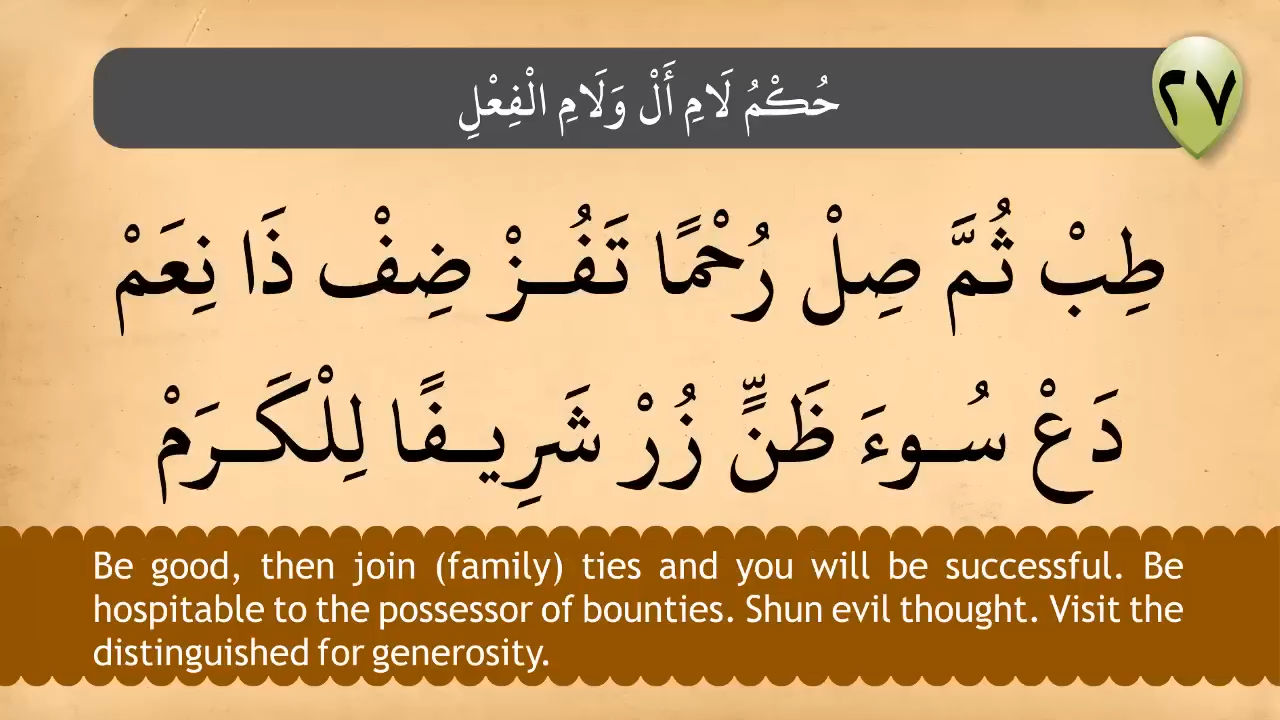 حُكْمُ لَامِ أَلْ وَلَامِ الْفِعْلِ
٢٧
طِبْ ثُمَّ صِلْ رُحْمًا تَفُـزْ ضِفْ ذَا نِعَمْ
دَعْ سُـوءَ ظَنٍّ زُرْ شَرِيـفًا لِلْكَـرَمْ
Be good, then join (family) ties and you will be successful. Be
hospitable to the possessor of bounties. Shun evil thought. Visit the
distinguished for generosity.